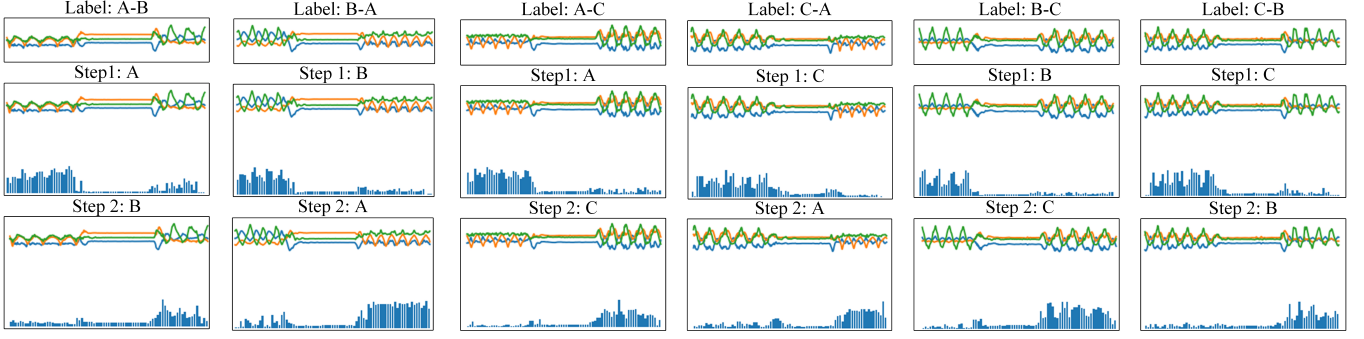 Label: A-B
Label: B-A
Label: A-C
Label: C-A
Label: B-C
Label: C-B
Step1: A
Step 1: B
Step1: A
Step 1: C
Step1: B
Step1: C
Step 2: B
Step 2: A
Step 2: C
Step 2: A
Step 2: C
Step 2: B